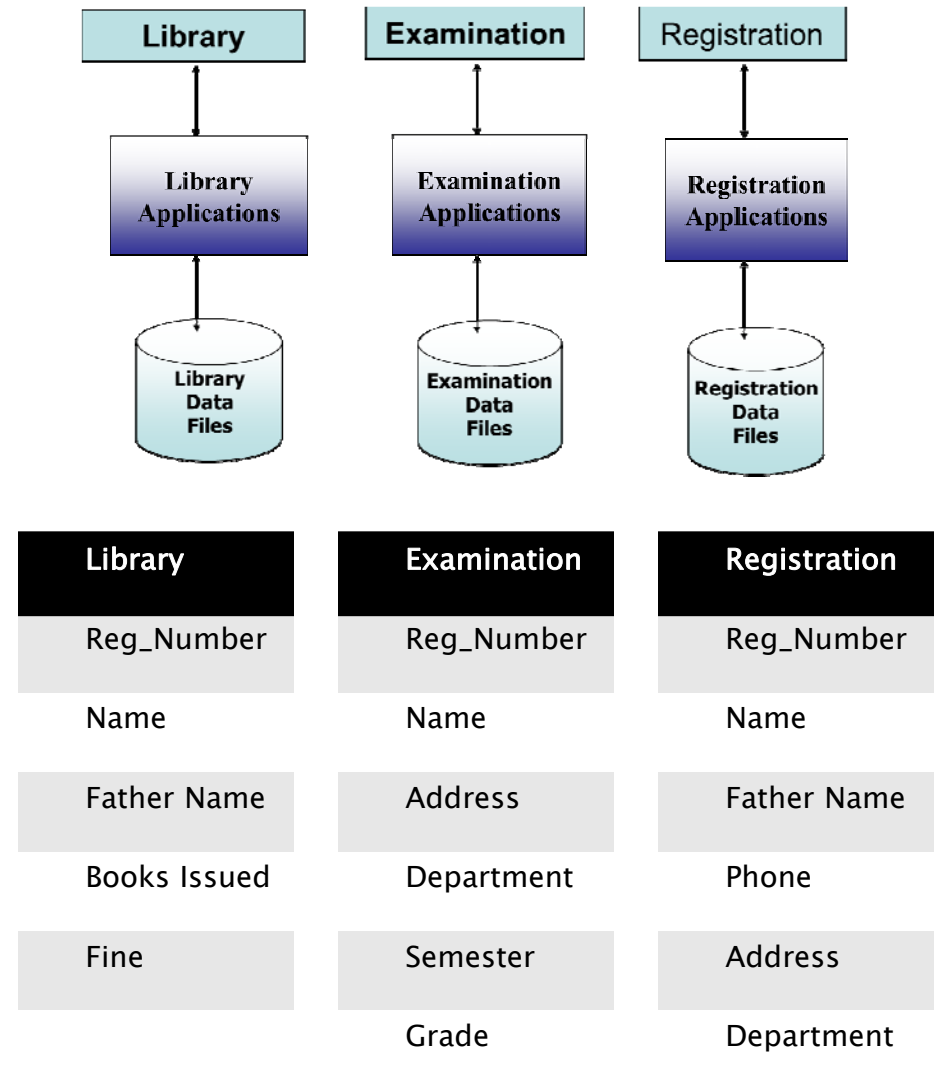 Library
Examination
Registration
Library
Applications
Examination
Applications
Registration
Applications
Library
Data
Files
Examination
Data
Files
Registration
Data
Files
Library
Reg_Number
Name
Father Name
Books Issued
Fine
Examination
Reg_Number
Name
Address
Department
Semester
Grade
Registration
Reg_Number
Name
Father Name
Phone
Address
Department